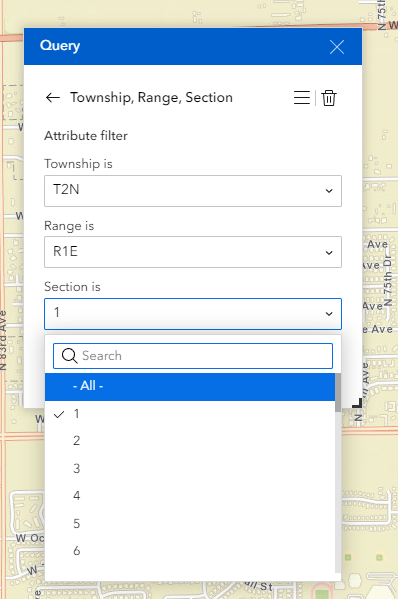 N 75th
Query
Township, Range, Section
Attribute filter
Township is
T2N
Range is
R1E
Ave
Ave
N 75th Dr
Section is
1
e Ave
N 83rd Ave
Search
- All -
1
2
3
4
5
6
W Oc
St